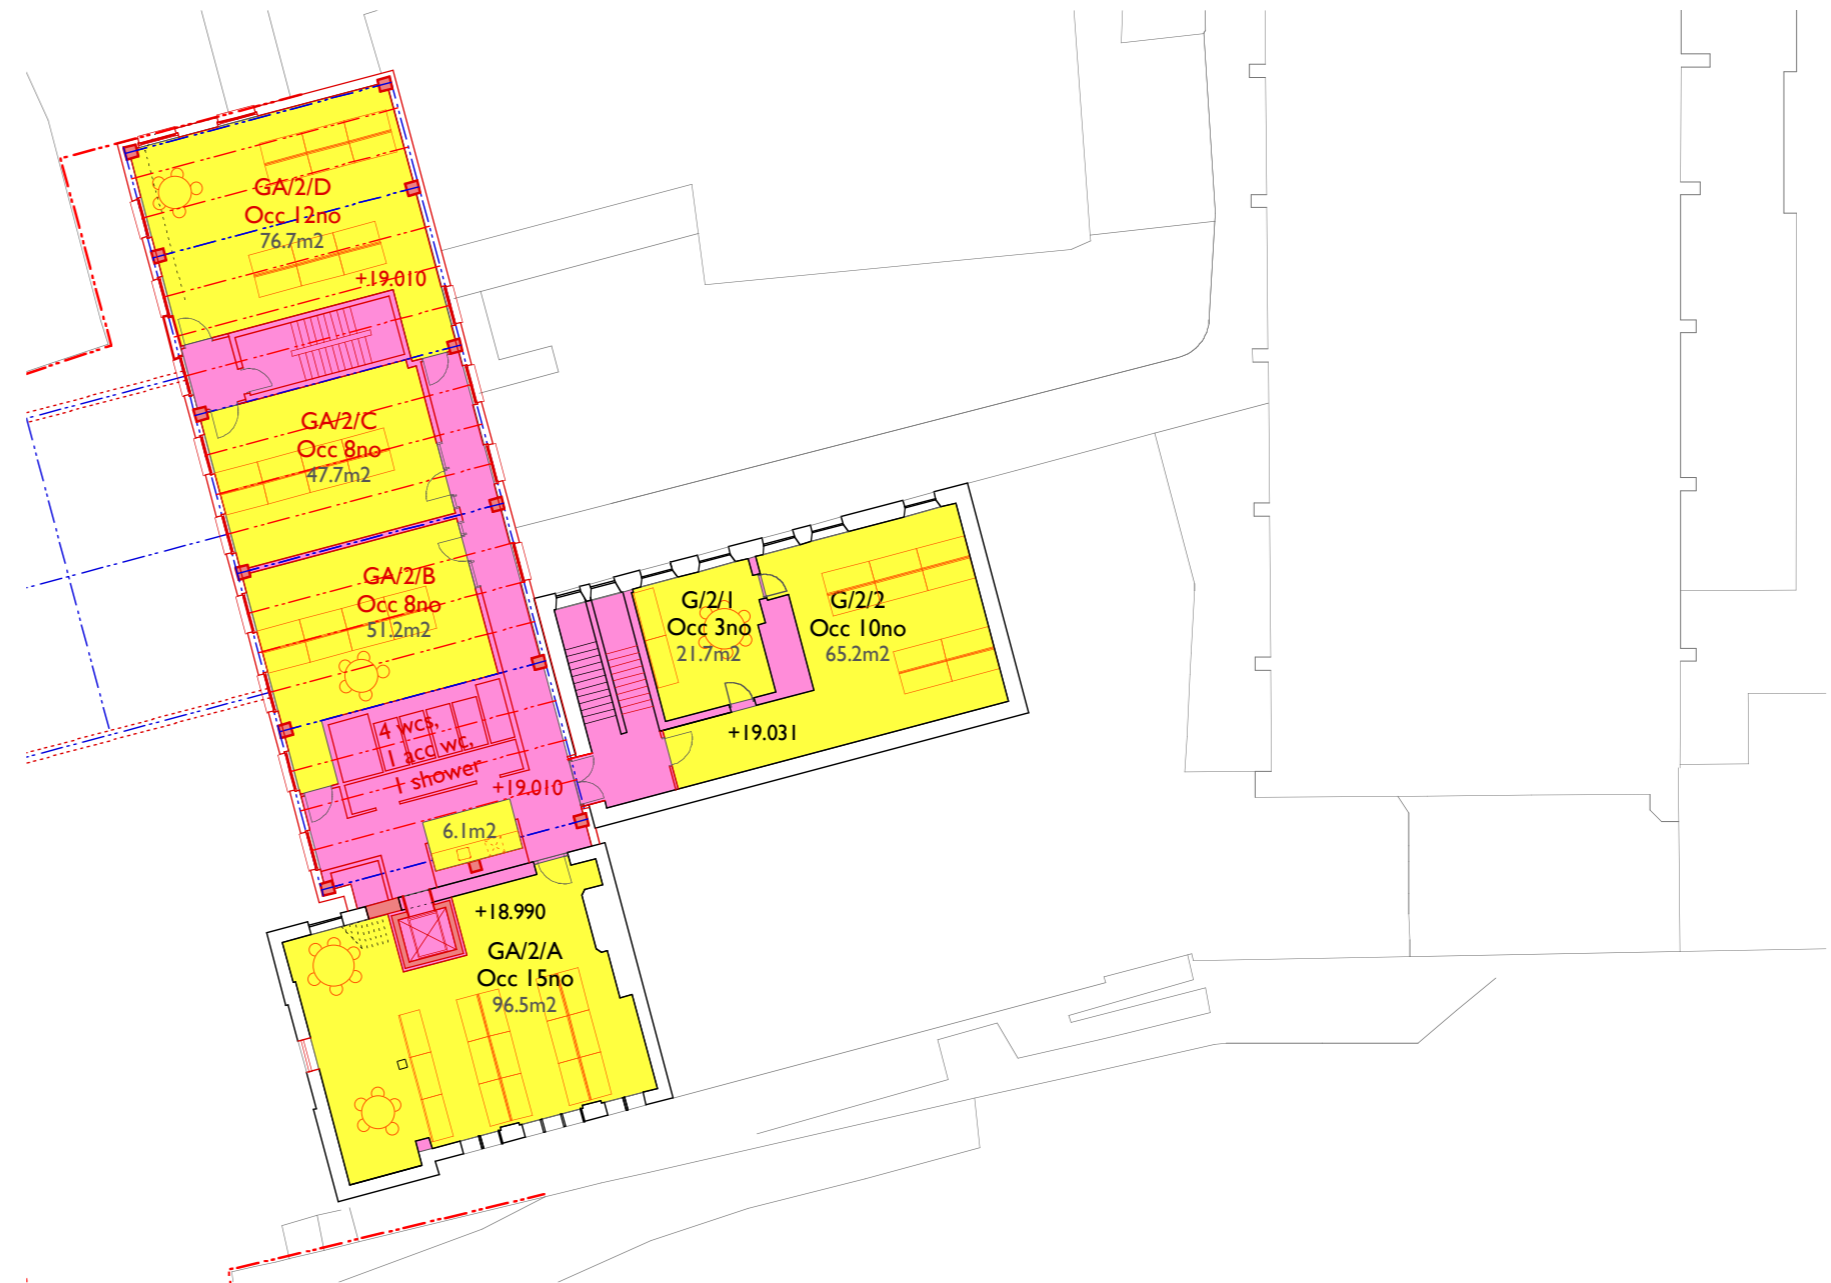 GA/2/D
Occ 12no
76.7m2
+19.010
GA/2/C
Occ 8no
47.7m2
GA/2/B
Occ 8no
51.2m2
G/2/1
Occ 3no
21.7m2
G/2/2
Occ 10no
65.2m2
+19.031
4 wcs,
1 acc wc,
1 shower
+19.010
6.1m2
+18.990
GA/2/A
Occ 15no
96.5m2